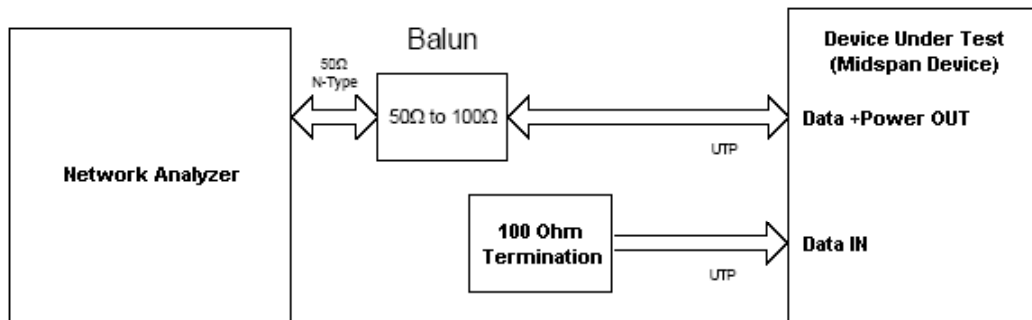 Balun
Device Under Test
(Midspan Device)
50Ω
N-Type
50Ω to 100Ω
Data +Power OUT
UTP
Network Analyzer
100 Ohm
Termination
Data IN
UTP